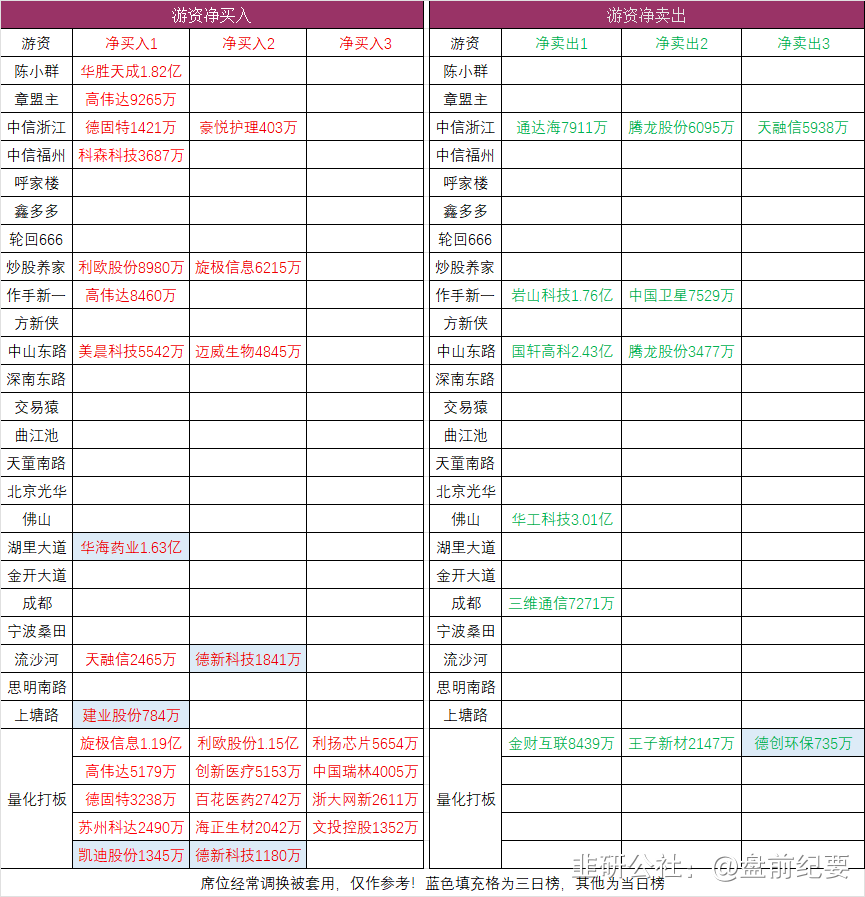 游资净买入 游资净卖出
游资 净买入1 净买入2 净买入3 游资 净卖出1 净卖出2 净卖出3
陈小群 华胜天成1.82亿 陈小群
章盟主 高伟达9265万 章盟主
中信浙江 德固特1421万 豪悦护理403万 中信浙江 通达海7911万 腾龙股份6095万 天融信5938万
中信福州 科森科技3687万 中信福州
呼家楼 呼家楼
鑫多多 鑫多多
轮回666 轮回666
炒股养家 利欧股份8980万 旋极信息6215万 炒股养家
作手新一 高伟达8460万 作手新一 岩山科技1.76亿 中国卫星7529万
方新侠 方新侠
中山东路 美晨科技5542万 迈威生物4845万 中山东路 国轩高科2.43亿 腾龙股份3477万
深南东路 深南东路
交易猿 交易猿
曲江池 曲江池
天童南路 天童南路
北京光华 北京光华
佛山 佛山 华工科技3.01亿
湖里大道 华海药业1.63亿 湖里大道
金开大道 金开大道
成都 成都 三维通信7271万
宁波桑田 宁波桑田
流沙河 天融信2465万 德新科技1841万 流沙河
思明南路 思明南路
上塘路 建业股份784万 上塘路
旋极信息1.19亿 利欧股份1.15亿 利扬芯片5654万 金财互联8439万 王子新材2147万 德创环保735万
高伟达5179万 创新医疗5153万 中国瑞林4005万
量化打板 德固特3238万 百花医药2742万 浙大网新2611万 量化打板
苏州科达2490万 海正生材2042万 文投控股1352万
凯迪股份1345万 德新科技1180万
韭研公社：@盘前纪要
席位经常调换被套用，仅作参考！蓝色填充格为三日榜，其他为当日榜